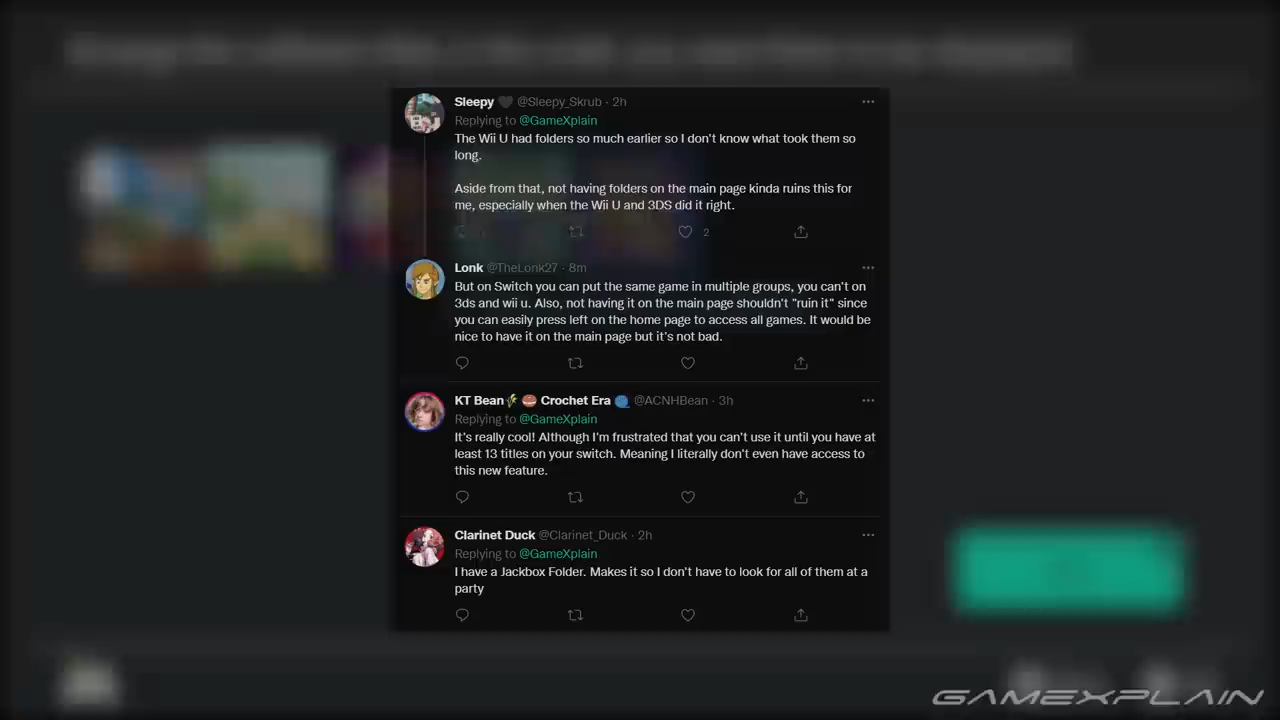 Sleepy 🖤 @Sleepy_Skrub · 2h
Replying to @GameXplain
The Wii U had folders so much earlier so I don't know what took them so
long.
Aside from that, not having folders on the main page kinda ruins this for
me, especially when the Wii U and 3DS did it right.
2
Lonk @TheLonk27 · 8m
But on Switch you can put the same game in multiple groups, you can't on
3ds and wii u. Also, not having it on the main page shouldn't "ruin it" since
you can easily press left on the home page to access all games. It would be
nice to have it on the main page but it's not bad.
KT Bean Crochet Era @ACNHBean · 3h
Replying to @GameXplain
It's really cool! Although I'm frustrated that you can't use it until you have at
least 13 titles on your switch. Meaning I literally don't even have access to
this new feature.
Clarinet Duck @Clarinet_Duck · 2h
Replying to @GameXplain
I have a Jackbox Folder. Makes it so I don't have to look for all of them at a
party
GAMEXPLAIN